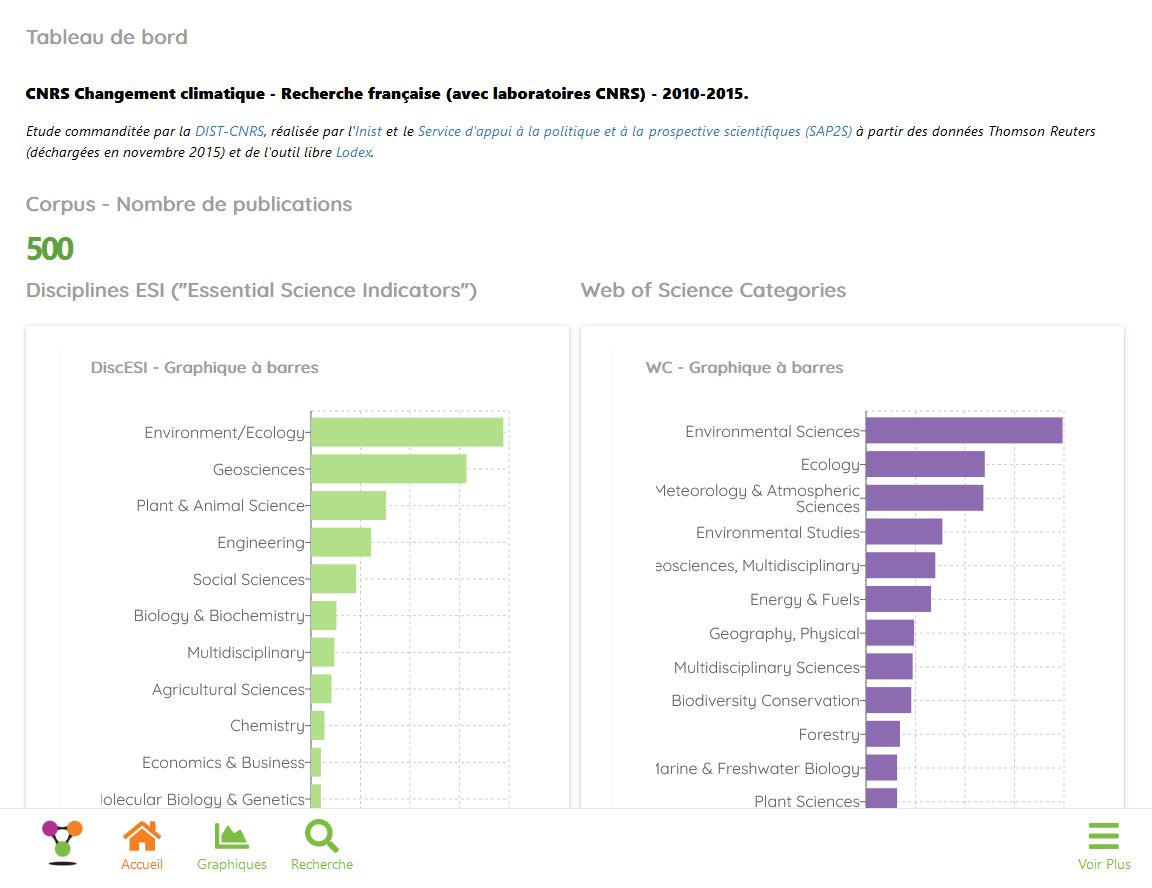 Tableau de bord
CNRS Changement climatique - Recherche française (avec laboratoires CNRS) - 2010-2015.
Etude commanditée par la DIST-CNRS, réalisée par l'Inist et le Service d'appui à la politique et à la prospective scientifiques (SAP2S) à partir des données Thomson Reuters
(déchargées en novembre 2015) et de l'outil libre Lodex.
Corpus - Nombre de publications
500
Disciplines ESI ("Essential Science Indicators")
DiscESI - Graphique à barres
Environment/Ecology
Geosciences
Plant & Animal Science
Engineering
Social Sciences
Biology & Biochemistry
Multidisciplinary
Agricultural Sciences
Chemistry
Economics & Business
Biology & Genetics
Web of Science Categories
WC - Graphique à barres
Environmental Sciences
Ecology
Meteorology & Atmospheric
Sciences
Environmental Studies
Multidisciplinary
Energy & Fuels
Geography, Physical
Multidisciplinary Sciences
Biodiversity Conservation
Forestry
& Freshwater Biology
Plant Sciences
Accueil
Graphiques
Recherche
Voir Plus